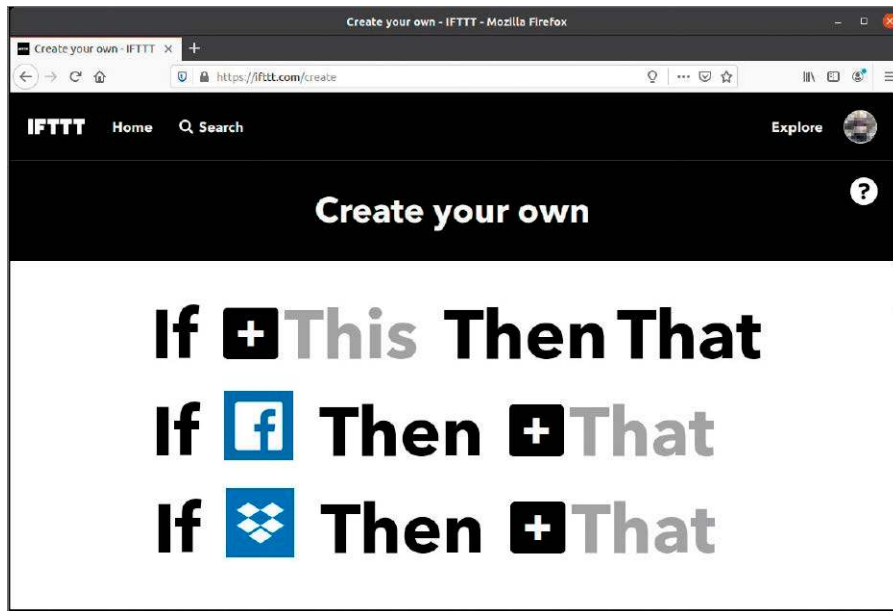 Create your own - IFTTT - Mozilla Firefox
Create your own - IFTTT
https://ifttt.com/create
IFTTT Home Search Explore
?
Create your own
If + This Then That
If f Then + That
If Then + That